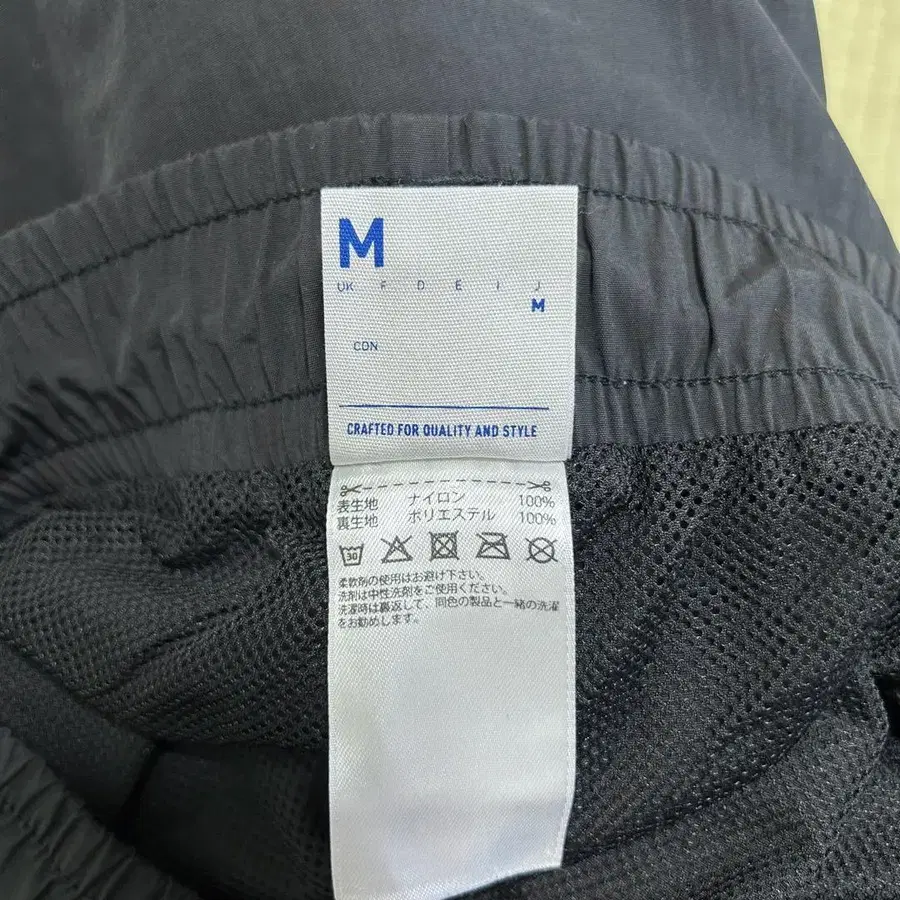 M
UK F D E I J
M
CDN
CRAFTED FOR QUALITY AND STYLE
表生地 ナイロン 100%
裏生地 ポリエステル 100%
30
柔軟剤の使用はお避け下さい。
洗剤は中性洗剤をご使用ください。
洗濯時は裏返して、同色の製品と一緒の洗濯
をお勧めします。